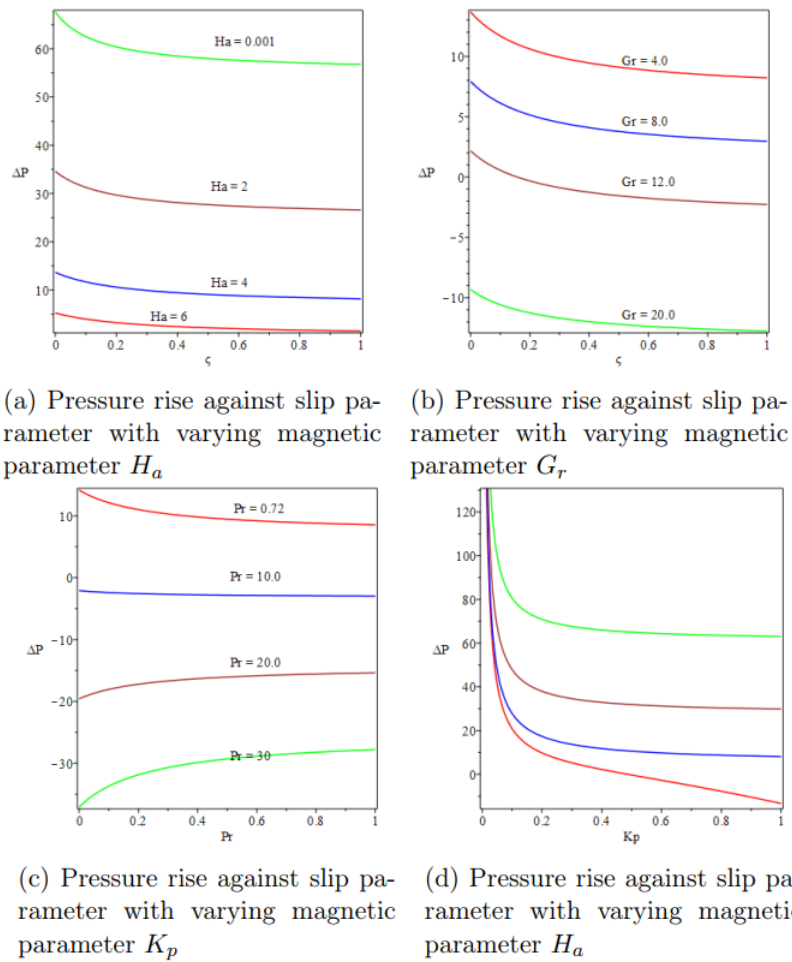 60
50
40
30
20
10
ΔP
Ha = 0.001
Ha = 2
Ha = 4
Ha = 6
0 0.2 0.4 0.6 0.8 1
ς
10
5
0
−5
−10
ΔP
Gr = 4.0
Gr = 8.0
Gr = 12.0
Gr = 20.0
0 0.2 0.4 0.6 0.8 1
ς
(a) Pressure rise against slip pa-
rameter with varying magnetic
parameter Hₐ
(b) Pressure rise against slip pa-
rameter with varying magnetic
parameter Gᵣ
10
0
−10
−20
−30
ΔP
Pr = 0.72
Pr = 10.0
Pr = 20.0
Pr = 30
0 0.2 0.4 0.6 0.8 1
Pr
120
100
80
60
40
20
0
ΔP
0 0.2 0.4 0.6 0.8 1
Kp
(c) Pressure rise against slip pa-
rameter with varying magnetic
parameter Kₚ
(d) Pressure rise against slip pa
rameter with varying magneti
parameter Hₐ